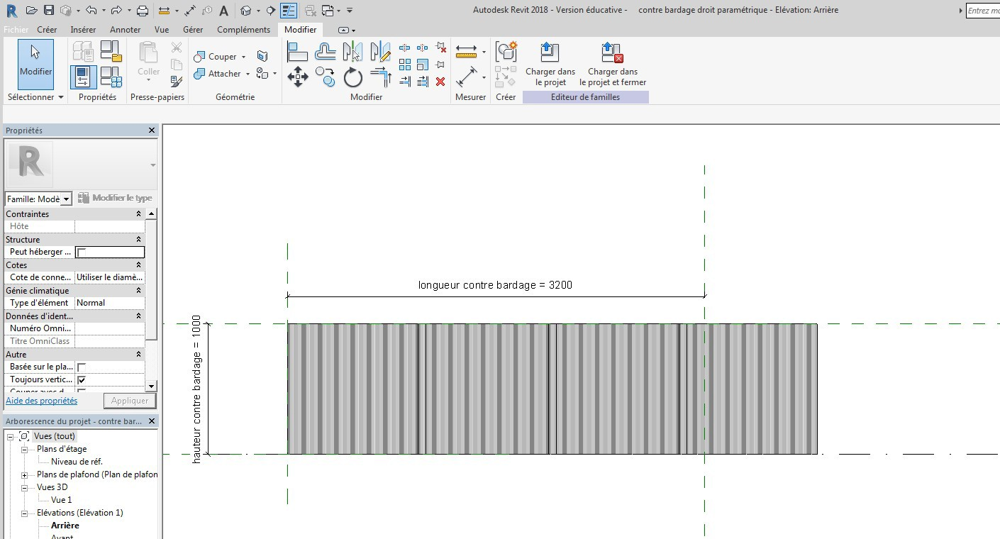 Autodesk Revit 2018 - Version éducative - contre bardage droit paramétrique - Elévation: Arrière
Entrez mo
Fichier Créer Insérer Annoter Vue Gérer Compléments Modifier
Modifier
Coller
Couper
Attacher
Charger dans
le projet
Charger dans
le projet et fermer
Sélectionner Propriétés Presse-papiers Géométrie Modifier Mesurer Créer Editeur de familles
Propriétés
R
Famille: Modè
Modifier le type
Contraintes
Hôte
Structure
Peut héberger ...
Cotes
Cote de conne... Utiliser le diamè...
Génie climatique
Type d'élément Normal
Données d'ident...
Numéro Omni...
Titre OmniClass
Autre
Basée sur le pla...
Toujours vertic...
Aide des propriétés Appliquer
Arborescence du projet - contre bar...
Vues (tout)
Plans d'étage
Niveau de réf.
Plans de plafond (Plan de plafon
Vues 3D
Vue 1
Elévations (Elévation 1)
Arrière
Avant
longueur contre bardage = 3200
hauteur contre bardage = 1000